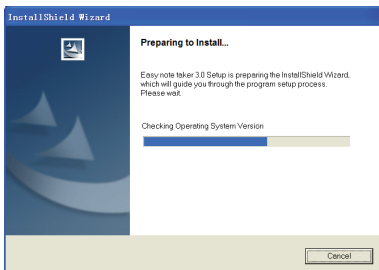 InstallShield Wizard
Preparing to Install...
Easy note taker 3.0 Setup is preparing the InstallShield Wizard,
which will guide you through the program setup process.
Please wait.
Checking Operating System Version
Cancel